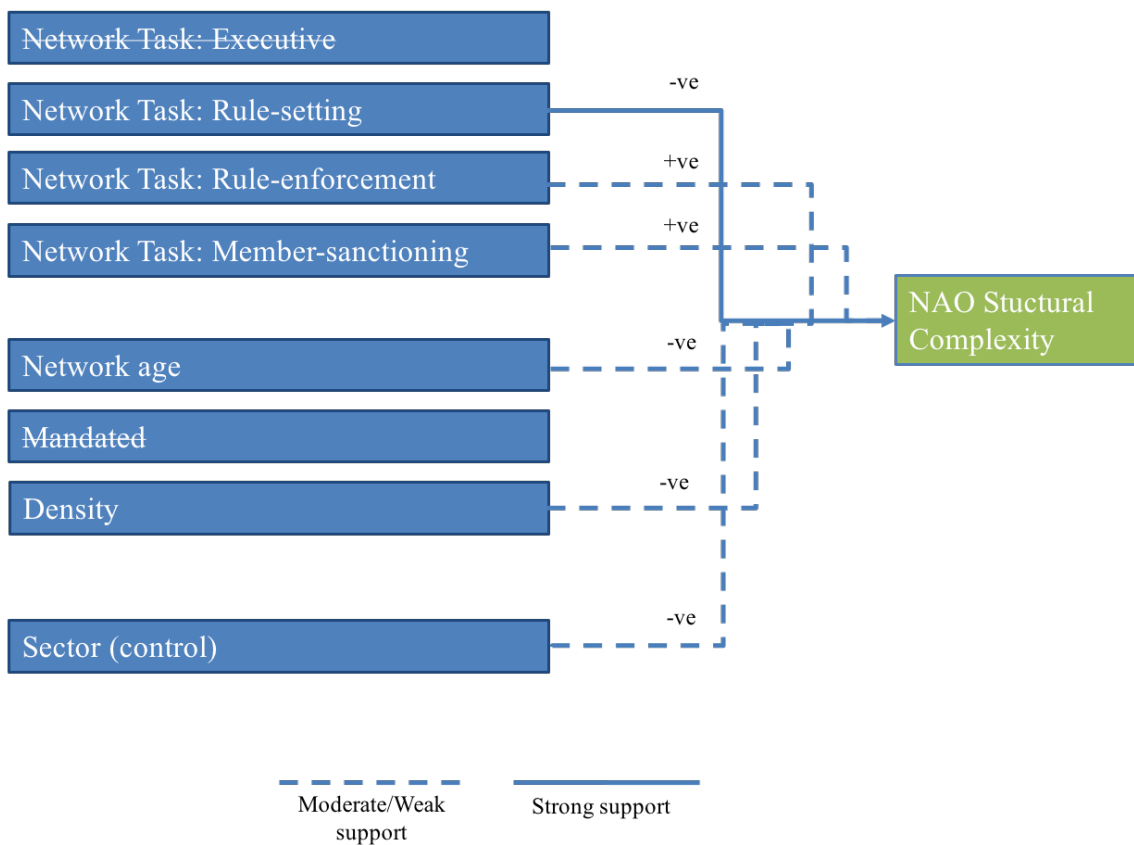 Network Task: Executive
-ve
Network Task: Rule-setting
+ve
Network Task: Rule-enforcement
+ve
Network Task: Member-sanctioning
NAO Stuctural
Complexity
-ve
Network age
Mandated
-ve
Density
-ve
Sector (control)
Moderate/Weak
support
Strong support